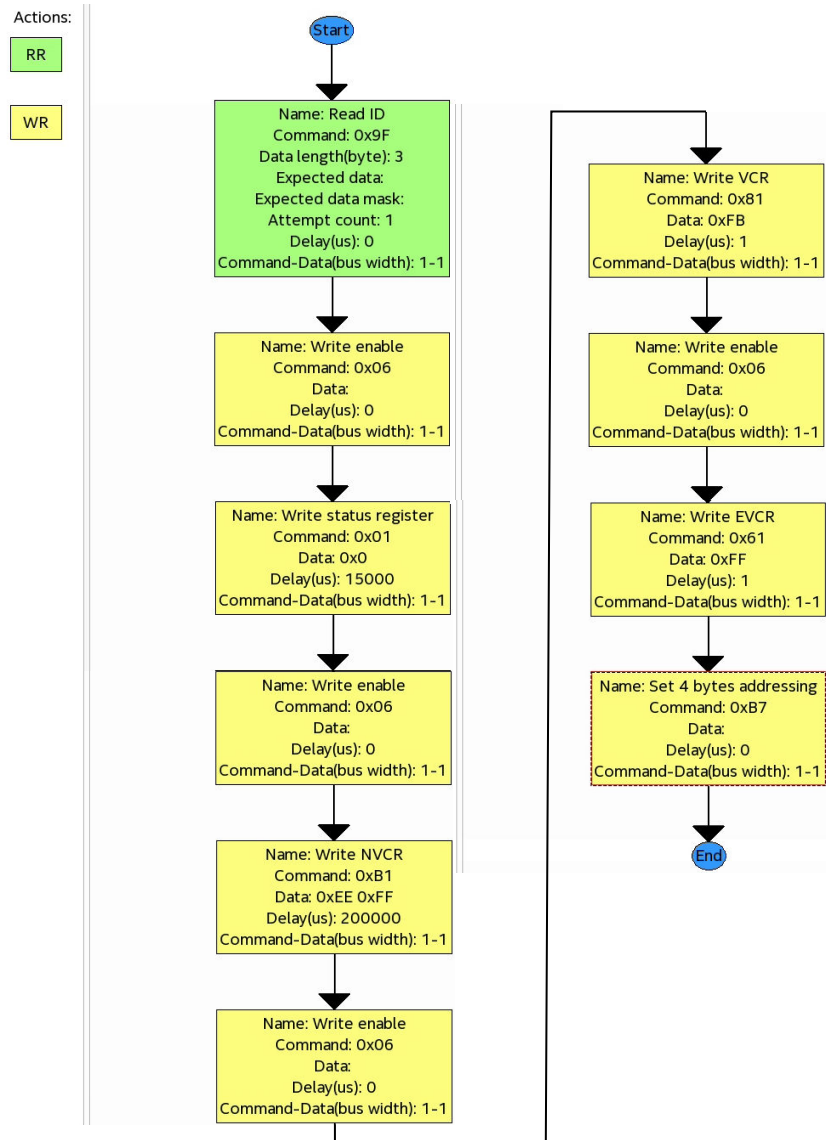 Actions:
RR
WR
Start
Name: Read ID
Command: 0x9F
Data length(byte): 3
Expected data:
Expected data mask:
Attempt count: 1
Delay(us): 0
Command-Data(bus width): 1-1
Name: Write enable
Command: 0x06
Data:
Delay(us): 0
Command-Data(bus width): 1-1
Name: Write status register
Command: 0x01
Data: 0x0
Delay(us): 15000
Command-Data(bus width): 1-1
Name: Write enable
Command: 0x06
Data:
Delay(us): 0
Command-Data(bus width): 1-1
Name: Write NVCR
Command: 0xB1
Data: 0xEE 0xFF
Delay(us): 200000
Command-Data(bus width): 1-1
Name: Write enable
Command: 0x06
Data:
Delay(us): 0
Command-Data(bus width): 1-1
Name: Write VCR
Command: 0x81
Data: 0xFB
Delay(us): 1
Command-Data(bus width): 1-1
Name: Write enable
Command: 0x06
Data:
Delay(us): 0
Command-Data(bus width): 1-1
Name: Write EVCR
Command: 0x61
Data: 0xFF
Delay(us): 1
Command-Data(bus width): 1-1
Name: Set 4 bytes addressing
Command: 0xB7
Data:
Delay(us): 0
Command-Data(bus width): 1-1
End